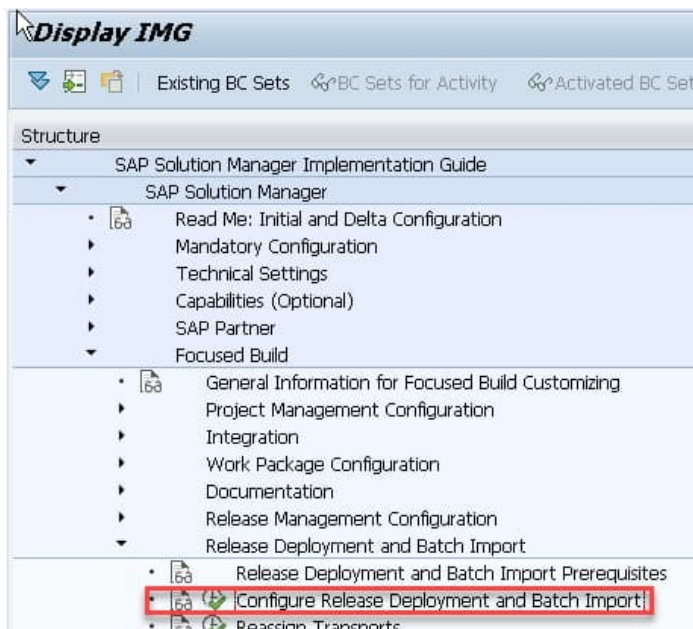 Display IMG
Existing BC Sets BC Sets for Activity Activated BC Set
Structure
SAP Solution Manager Implementation Guide
SAP Solution Manager
Read Me: Initial and Delta Configuration
Mandatory Configuration
Technical Settings
Capabilities (Optional)
SAP Partner
Focused Build
General Information for Focused Build Customizing
Project Management Configuration
Integration
Work Package Configuration
Documentation
Release Management Configuration
Release Deployment and Batch Import
Release Deployment and Batch Import Prerequisites
Configure Release Deployment and Batch Import
Reassign Transports